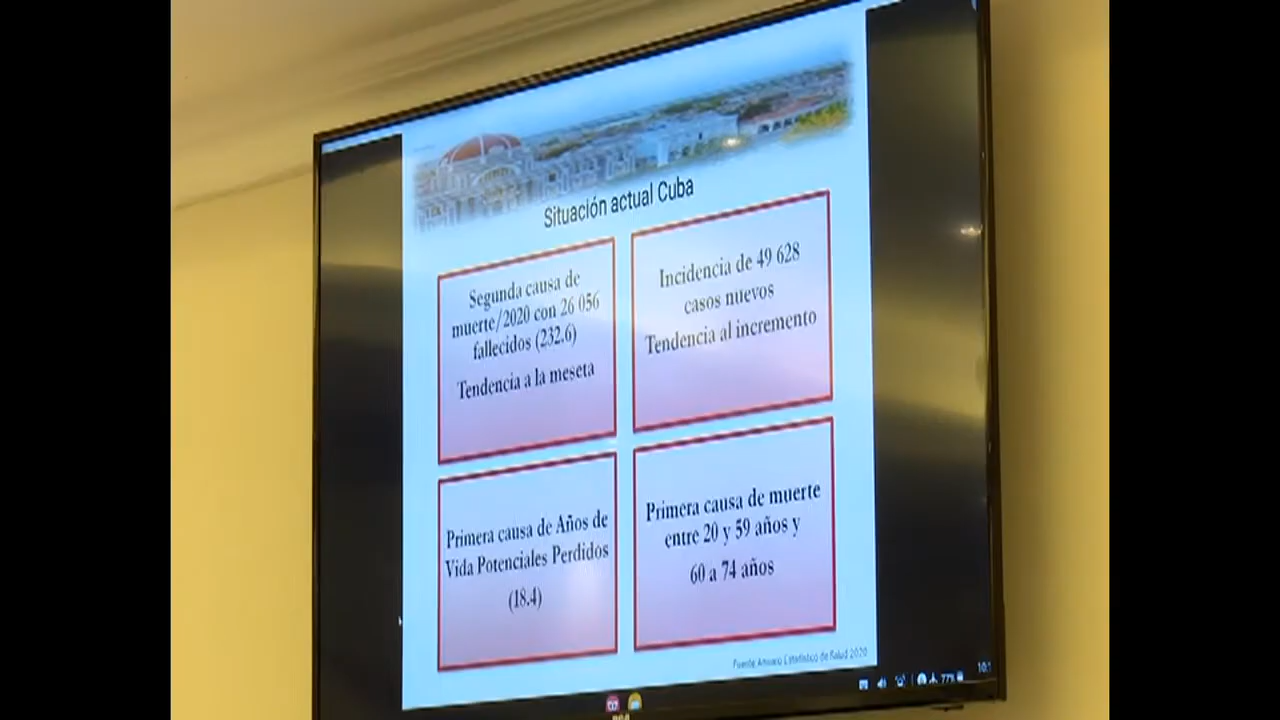 Situación actual Cuba
Segunda causa de
muerte/2020 con 26 056
fallecidos (232.6)
Tendencia a la meseta
Incidencia de 49 628
casos nuevos
Tendencia al incremento
Primera causa de Años de
Vida Potenciales Perdidos
(18.4)
Primera causa de muerte
entre 20 y 59 años y
60 a 74 años
Fuente Anuario Estadístico de Salud 2020
77%
RCA